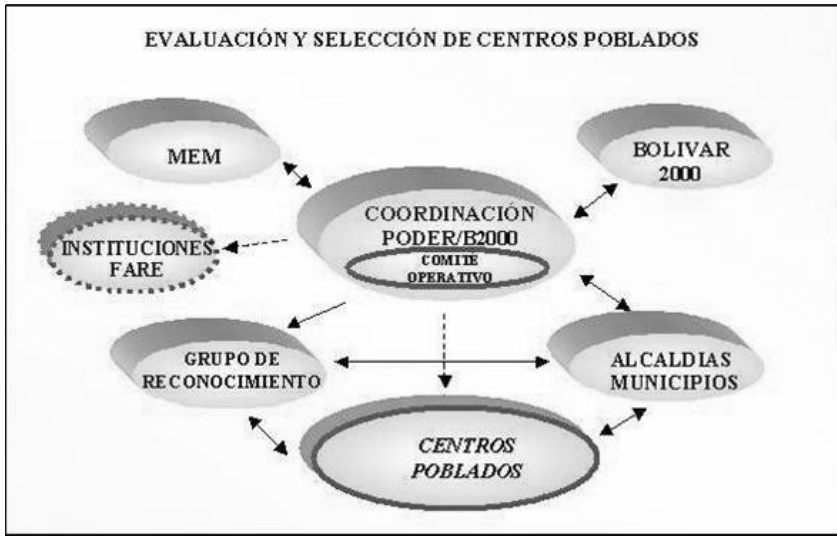 EVALUACIÓN Y SELECCIÓN DE CENTROS POBLADOS
MEM
BOLIVAR
2000
COORDINACIÓN
PODER/B2000
COMITE
OPERATIVO
INSTITUCIONES
FARE
GRUPO DE
RECONOCIMIENTO
ALCALDIAS
MUNICIPIOS
CENTROS
POBLADOS